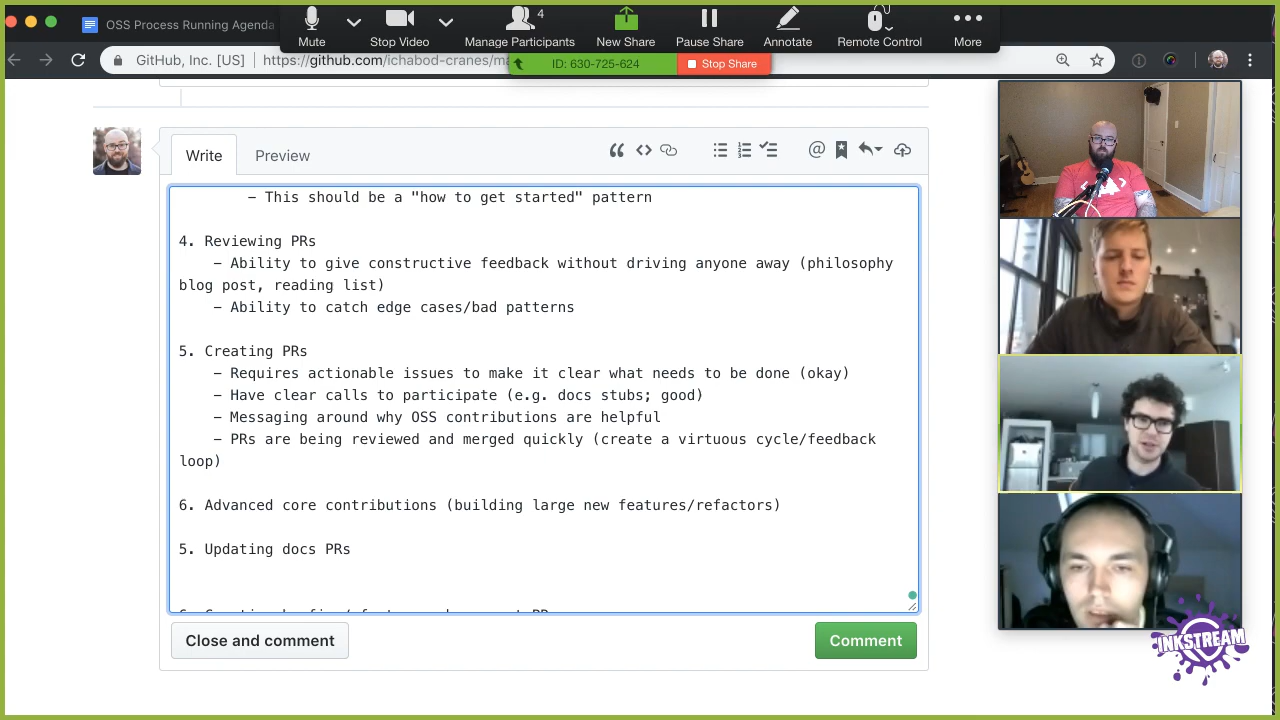 OSS Process Running Agenda
4
Mute
Stop Video
Manage Participants
New Share
Pause Share
Annotate
Remote Control
More
GitHub, Inc. [US]
https://github.com/ichabod-cranes/
ID: 630-725-624
Stop Share
Write
Preview
– This should be a "how to get started" pattern
4. Reviewing PRs
– Ability to give constructive feedback without driving anyone away (philosophy
blog post, reading list)
– Ability to catch edge cases/bad patterns
5. Creating PRs
– Requires actionable issues to make it clear what needs to be done (okay)
– Have clear calls to participate (e.g. docs stubs; good)
– Messaging around why OSS contributions are helpful
– PRs are being reviewed and merged quickly (create a virtuous cycle/feedback
loop)
6. Advanced core contributions (building large new features/refactors)
5. Updating docs PRs
Close and comment
Comment
INKSTREAM